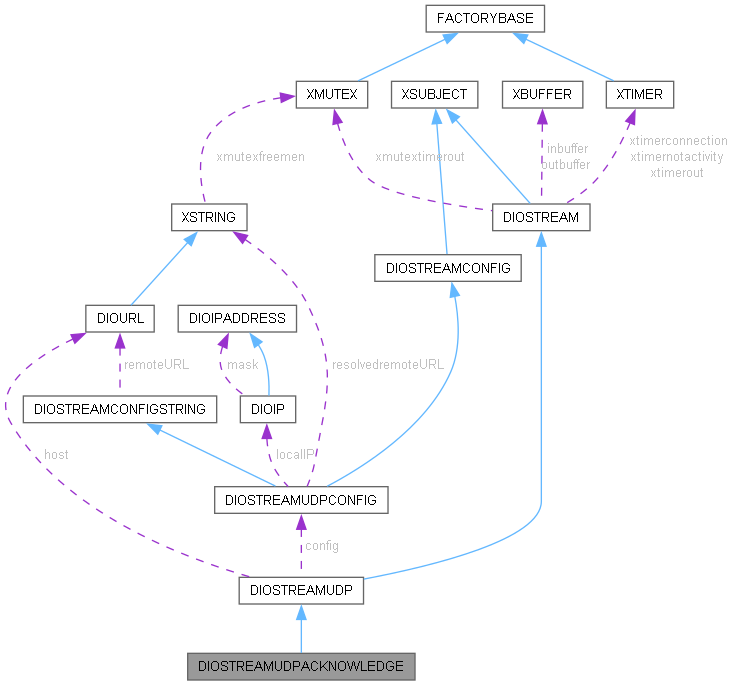 FACTORYBASE
XMUTEX
XSUBJECT
XBUFFER
XTIMER
xmutexfreemen
xmutextimerout
inbuffer
outbuffer
xtimerconnection
xtimernotactivity
xtimerout
XSTRING
DIOSTREAM
DIOSTREAMCONFIG
DIOURL
DIOIPADDRESS
remoteURL
mask
resolvedremoteURL
DIOSTREAMCONFIGSTRING
DIOIP
host
localIP
DIOSTREAMUDPCONFIG
config
DIOSTREAMUDP
DIOSTREAMUDPACKNOWLEDGE